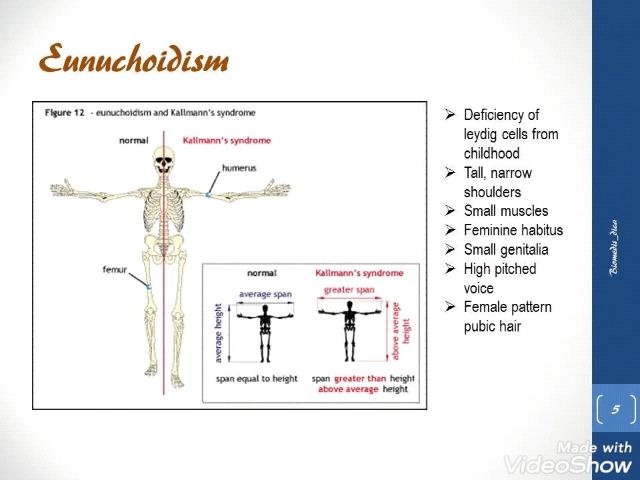 Eunuchoidism
Figure 12 - eunuchoidism and Kallmann's syndrome
normal
Kallmann's syndrome
humerus
femur
normal
Kallmann's syndrome
average span
greater span
average height
above average
height
span equal to height
span greater than height
above average height
➢ Deficiency of
leydig cells from
childhood
➢ Tall, narrow
shoulders
➢ Small muscles
➢ Feminine habitus
➢ Small genitalia
➢ High pitched
voice
➢ Female pattern
pubic hair
Biomedis_dico
5
Made with
VideoShow